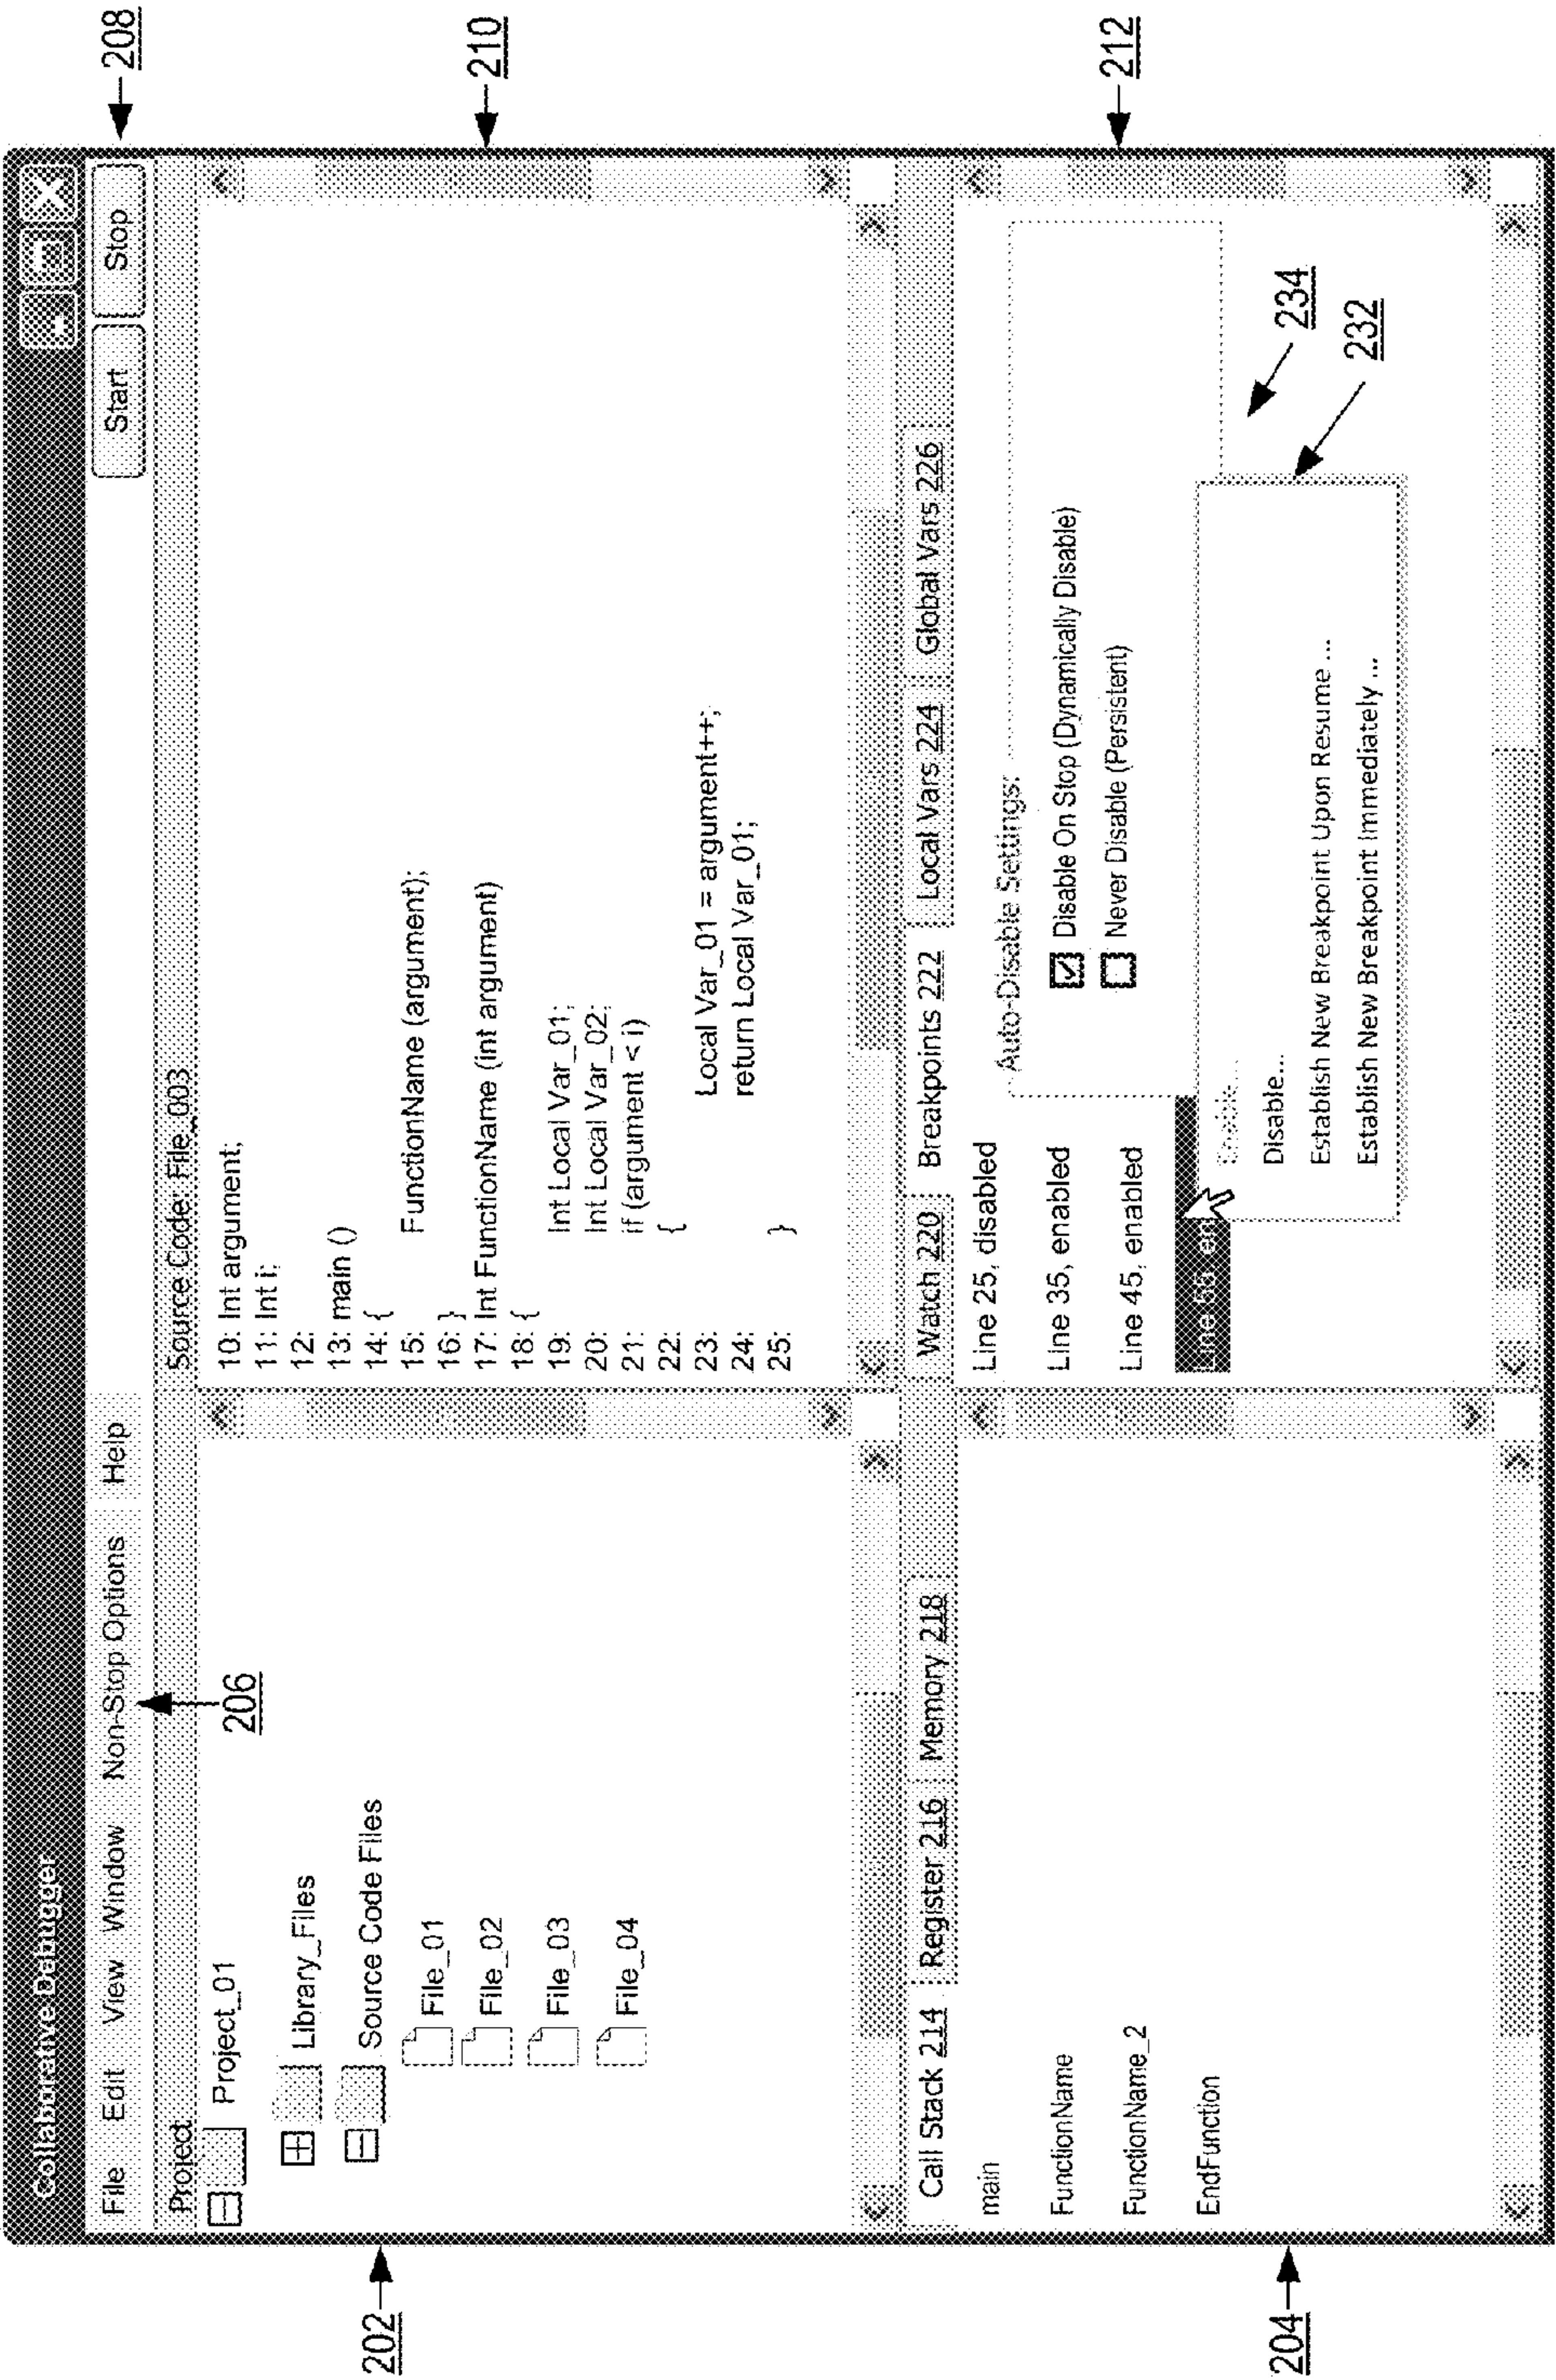 Collaborative Debugger
File Edit View Window Non-Stop Options Help
Start Stop
208
206
Project
Project_01
Library_Files
Source Code Files
File_01
File_02
File_03
File_04
202
Source Code: File_003
10: Int argument;
11: Int i;
12:
13: main ()
14: {
15: FunctionName (argument);
16: }
17: Int FunctionName (int argument)
18: {
19: Int Local Var_01;
20: Int Local Var_02;
21: if (argument < i)
22: {
23: Local Var_01 = argument++;
24: return Local Var_01;
25: }
210
Call Stack 214 Register 216 Memory 218
main
FunctionName
FunctionName_2
EndFunction
204
Watch 220 Breakpoints 222 Local Vars 224 Global Vars 226
Line 25, disabled
Line 35, enabled
Line 45, enabled
Line 55, en
Auto-Disable Settings:
Disable On Stop (Dynamically Disable)
Never Disable (Persistent)
Enable...
Disable...
Establish New Breakpoint Upon Resume ...
Establish New Breakpoint Immediately ...
212
234
232